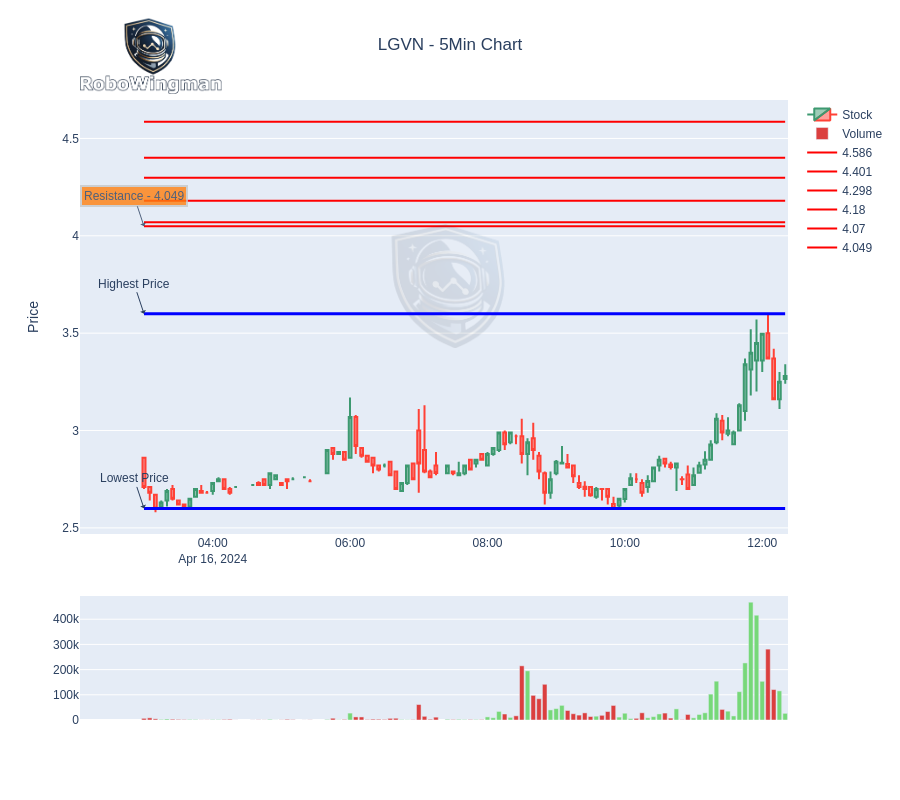 LGVN - 5Min Chart
RoboWingman
Stock
Volume
4.586
4.401
4.298
4.18
4.07
4.049
Price
4.5
4
3.5
3
2.5
Resistance - 4.049
Highest Price
Lowest Price
04:00
06:00
08:00
10:00
12:00
Apr 16, 2024
400k
300k
200k
100k
0